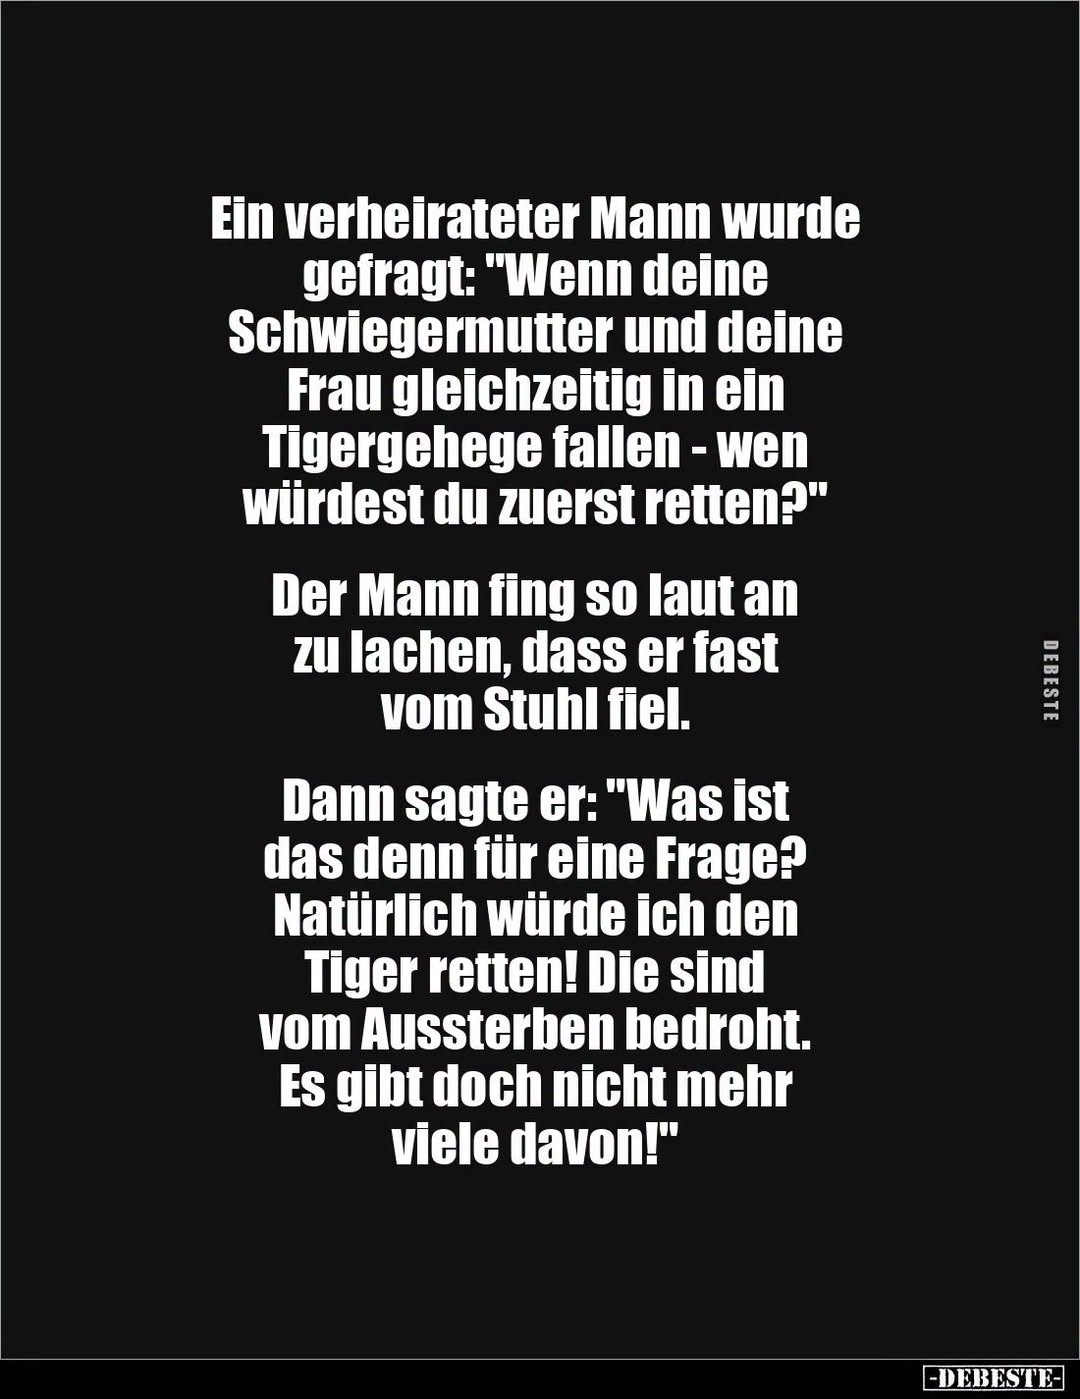 Ein verheirateter Mann wurde
gefragt: "Wenn deine
Schwiegermutter und deine
Frau gleichzeitig in ein
Tigergehege fallen - wen
würdest du zuerst retten?"
Der Mann fing so laut an
zu lachen, dass er fast
vom Stuhl fiel.
Dann sagte er: "Was ist
das denn für eine Frage?
Natürlich würde ich den
Tiger retten! Die sind
vom Aussterben bedroht.
Es gibt doch nicht mehr
viele davon!"
DEBESTE
-DEBESTE-